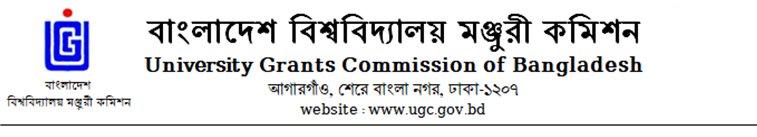 বাংলাদেশ বিশ্ববিদ্যালয় মঞ্জুরী কমিশন
University Grants Commission of Bangladesh
আগারগাঁও, শেরে বাংলা নগর, ঢাকা-১২০৭
website : www.ugc.gov.bd
UGC
বাংলাদেশ
বিশ্ববিদ্যালয় মঞ্জুরী কমিশন